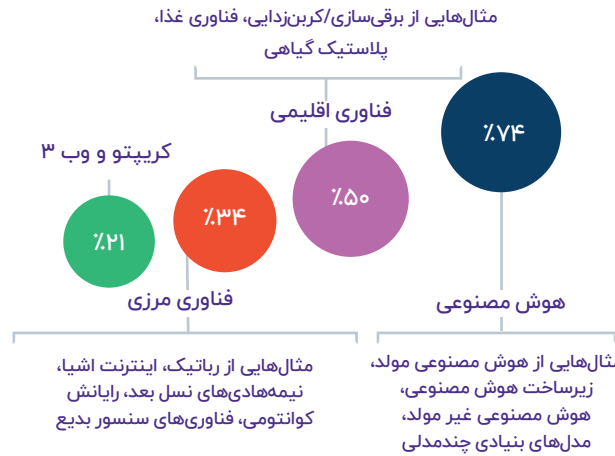 مثال‌هایی از برقی‌سازی/کربن‌زدایی، فناوری غذا،
پلاستیک گیاهی
فناوری اقلیمی
٪۷۴
٪۵۰
٪۳۴
٪۲۱
کریپتو و وب ۳
هوش مصنوعی
فناوری مرزی
مثال‌هایی از هوش مصنوعی مولد،
زیرساخت هوش مصنوعی،
هوش مصنوعی غیر مولد،
مدل‌های بنیادی چندمدلی
مثال‌هایی از رباتیک، اینترنت اشیا،
نیمه‌هادی‌های نسل بعد، رایانش
کوانتومی، فناوری‌های سنسور بدیع